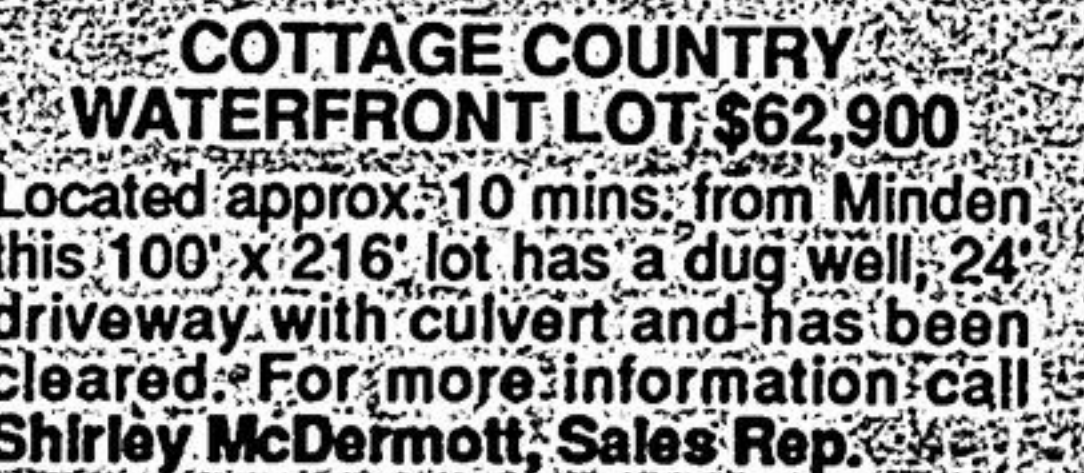 COTTAGE COUNTRY
WATERFRONT LOT, $62,900
Located approx. 10 mins. from Minden
this 100' x 216' lot has a dug well, 24'
driveway with culvert and has been
cleared. For more information call
Shirley McDermott, Sales Rep.